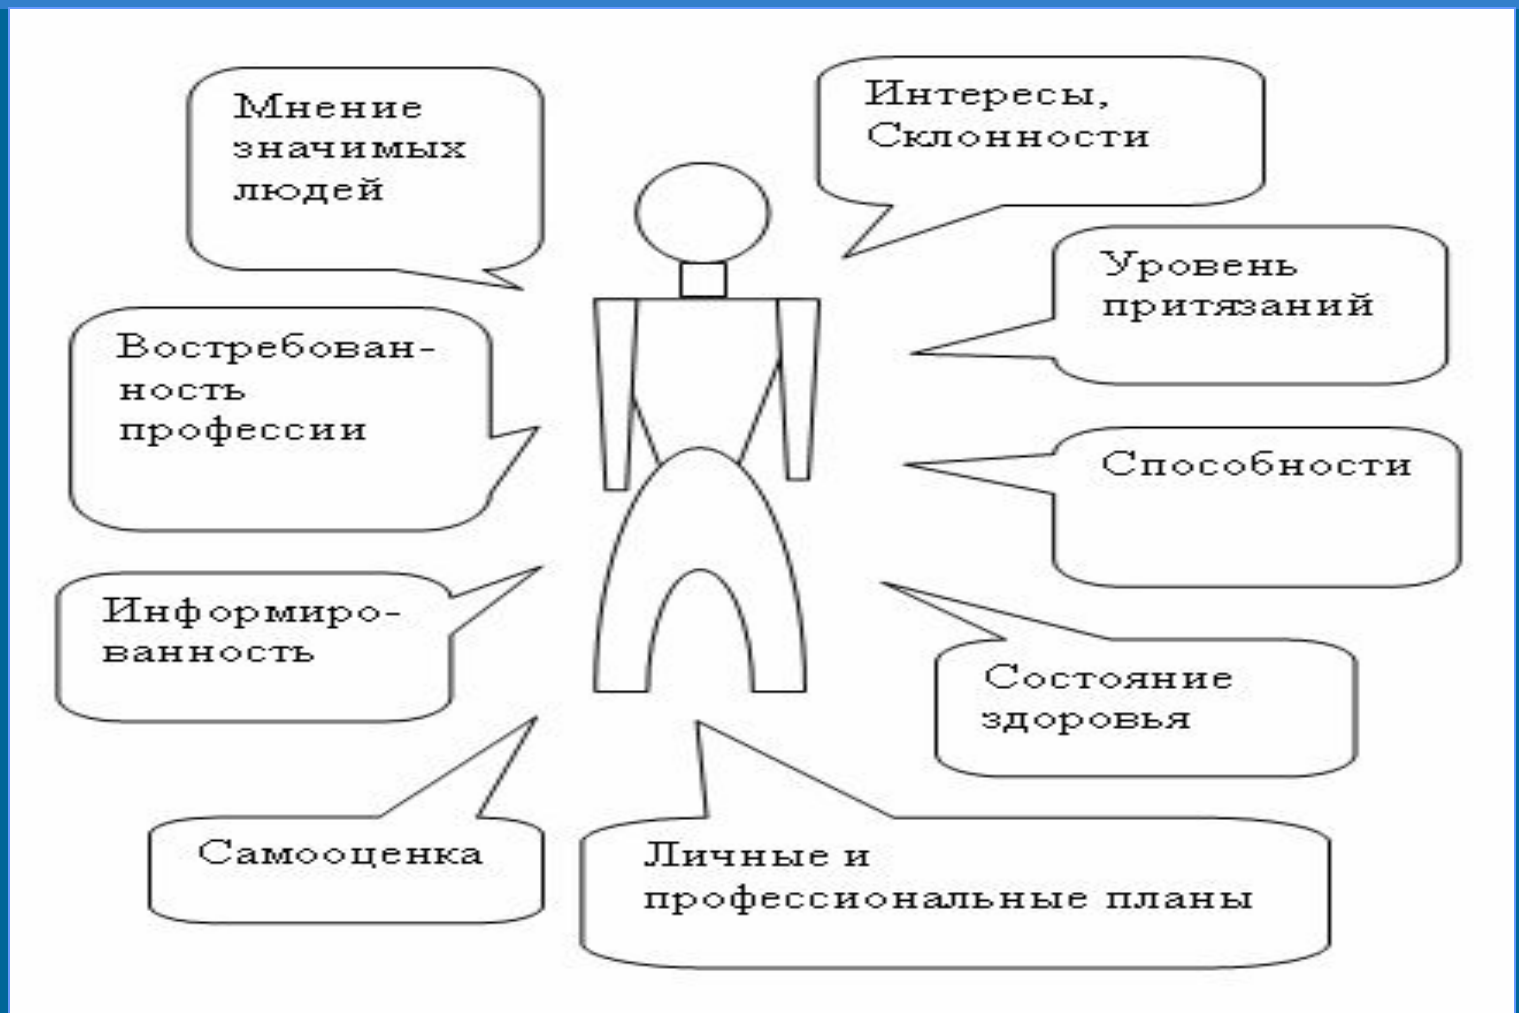 Мнение
значимых
людей
Интересы,
Склонности
Уровень
притязаний
Востребован-
ность
профессии
Способности
Информиро-
ванность
Состояние
здоровья
Самооценка
Личные и
профессиональные планы